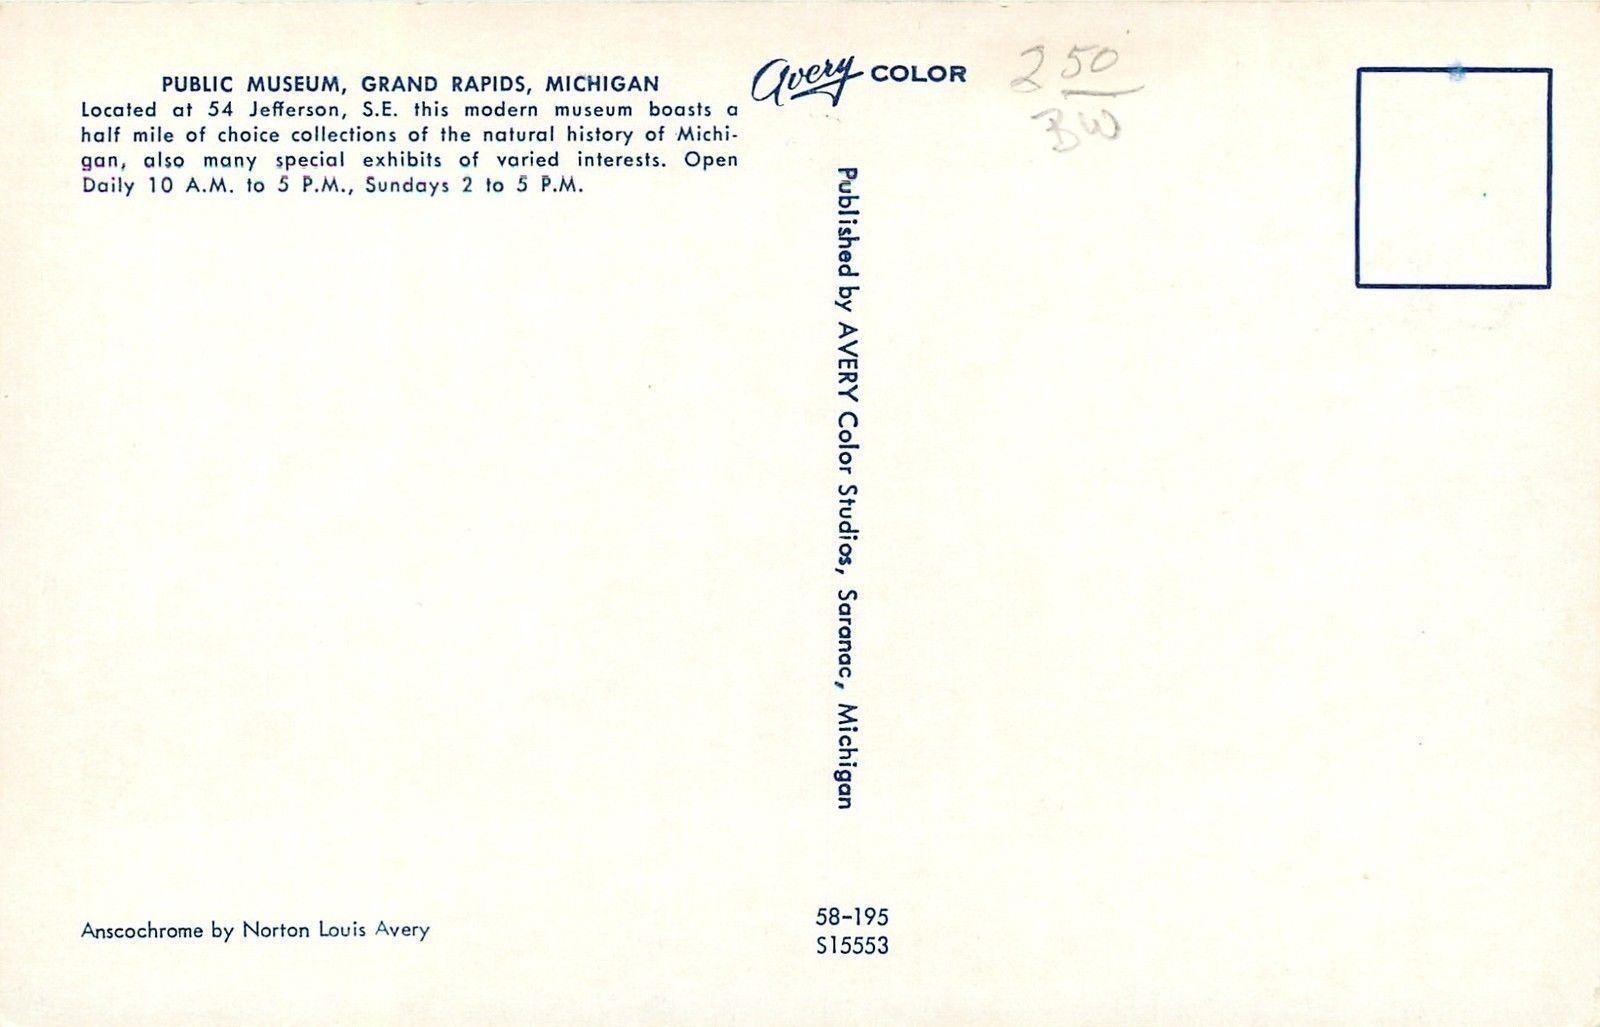 PUBLIC MUSEUM, GRAND RAPIDS, MICHIGAN
Located at 54 Jefferson, S.E. this modern museum boasts a
half mile of choice collections of the natural history of Michi-
gan, also many special exhibits of varied interests. Open
Daily 10 A.M. to 5 P.M., Sundays 2 to 5 P.M.
Avery COLOR
2 50
BW
Published by AVERY Color Studios, Saranac, Michigan
Anscochrome by Norton Louis Avery
58-195
S15553